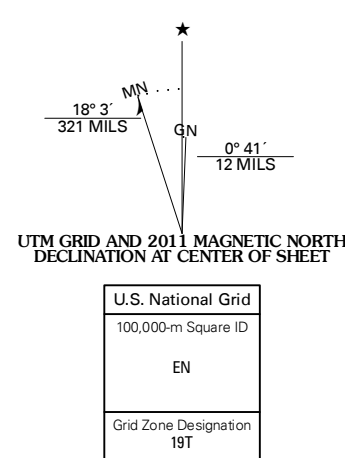 ★
MN
18° 3´
321 MILS
GN
0° 41´
12 MILS
UTM GRID AND 2011 MAGNETIC NORTH
DECLINATION AT CENTER OF SHEET
U.S. National Grid
100,000-m Square ID
EN
Grid Zone Designation
19T